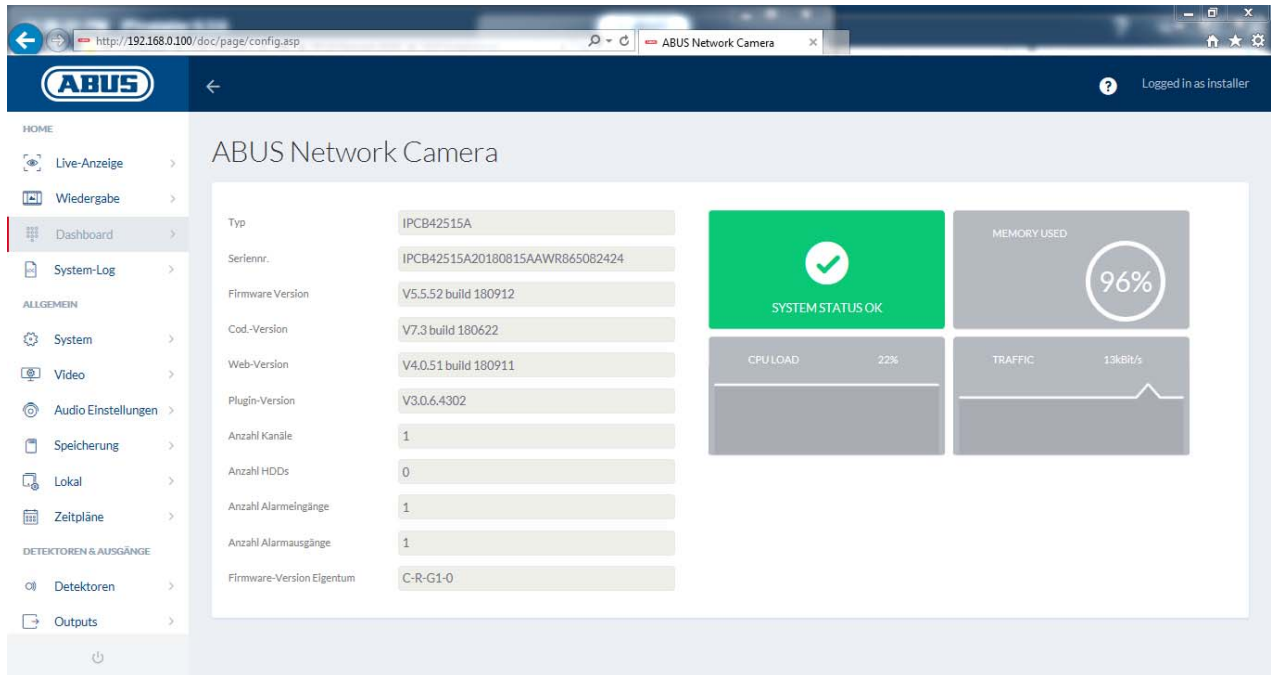 http://192.168.0.100/doc/page/config.asp
ABUS Network Camera
ABUS
?
Logged in as installer
HOME
Live-Anzeige
Wiedergabe
Dashboard
System-Log
ALLGEMEIN
System
Video
Audio Einstellungen
Speicherung
Lokal
Zeitpläne
DETEKTOREN & AUSGÄNGE
Detektoren
Outputs
ABUS Network Camera
Typ IPCB42515A
Seriennr. IPCB42515A20180815AAWR865082424
Firmware Version V5.5.52 build 180912
Cod.-Version V7.3 build 180622
Web-Version V4.0.51 build 180911
Plugin-Version V3.0.6.4302
Anzahl Kanäle 1
Anzahl HDDs 0
Anzahl Alarmeingänge 1
Anzahl Alarmausgänge 1
Firmware-Version Eigentum C-R-G1-0
SYSTEM STATUS OK
MEMORY USED
96%
CPU LOAD 22%
TRAFFIC 13kBit/s